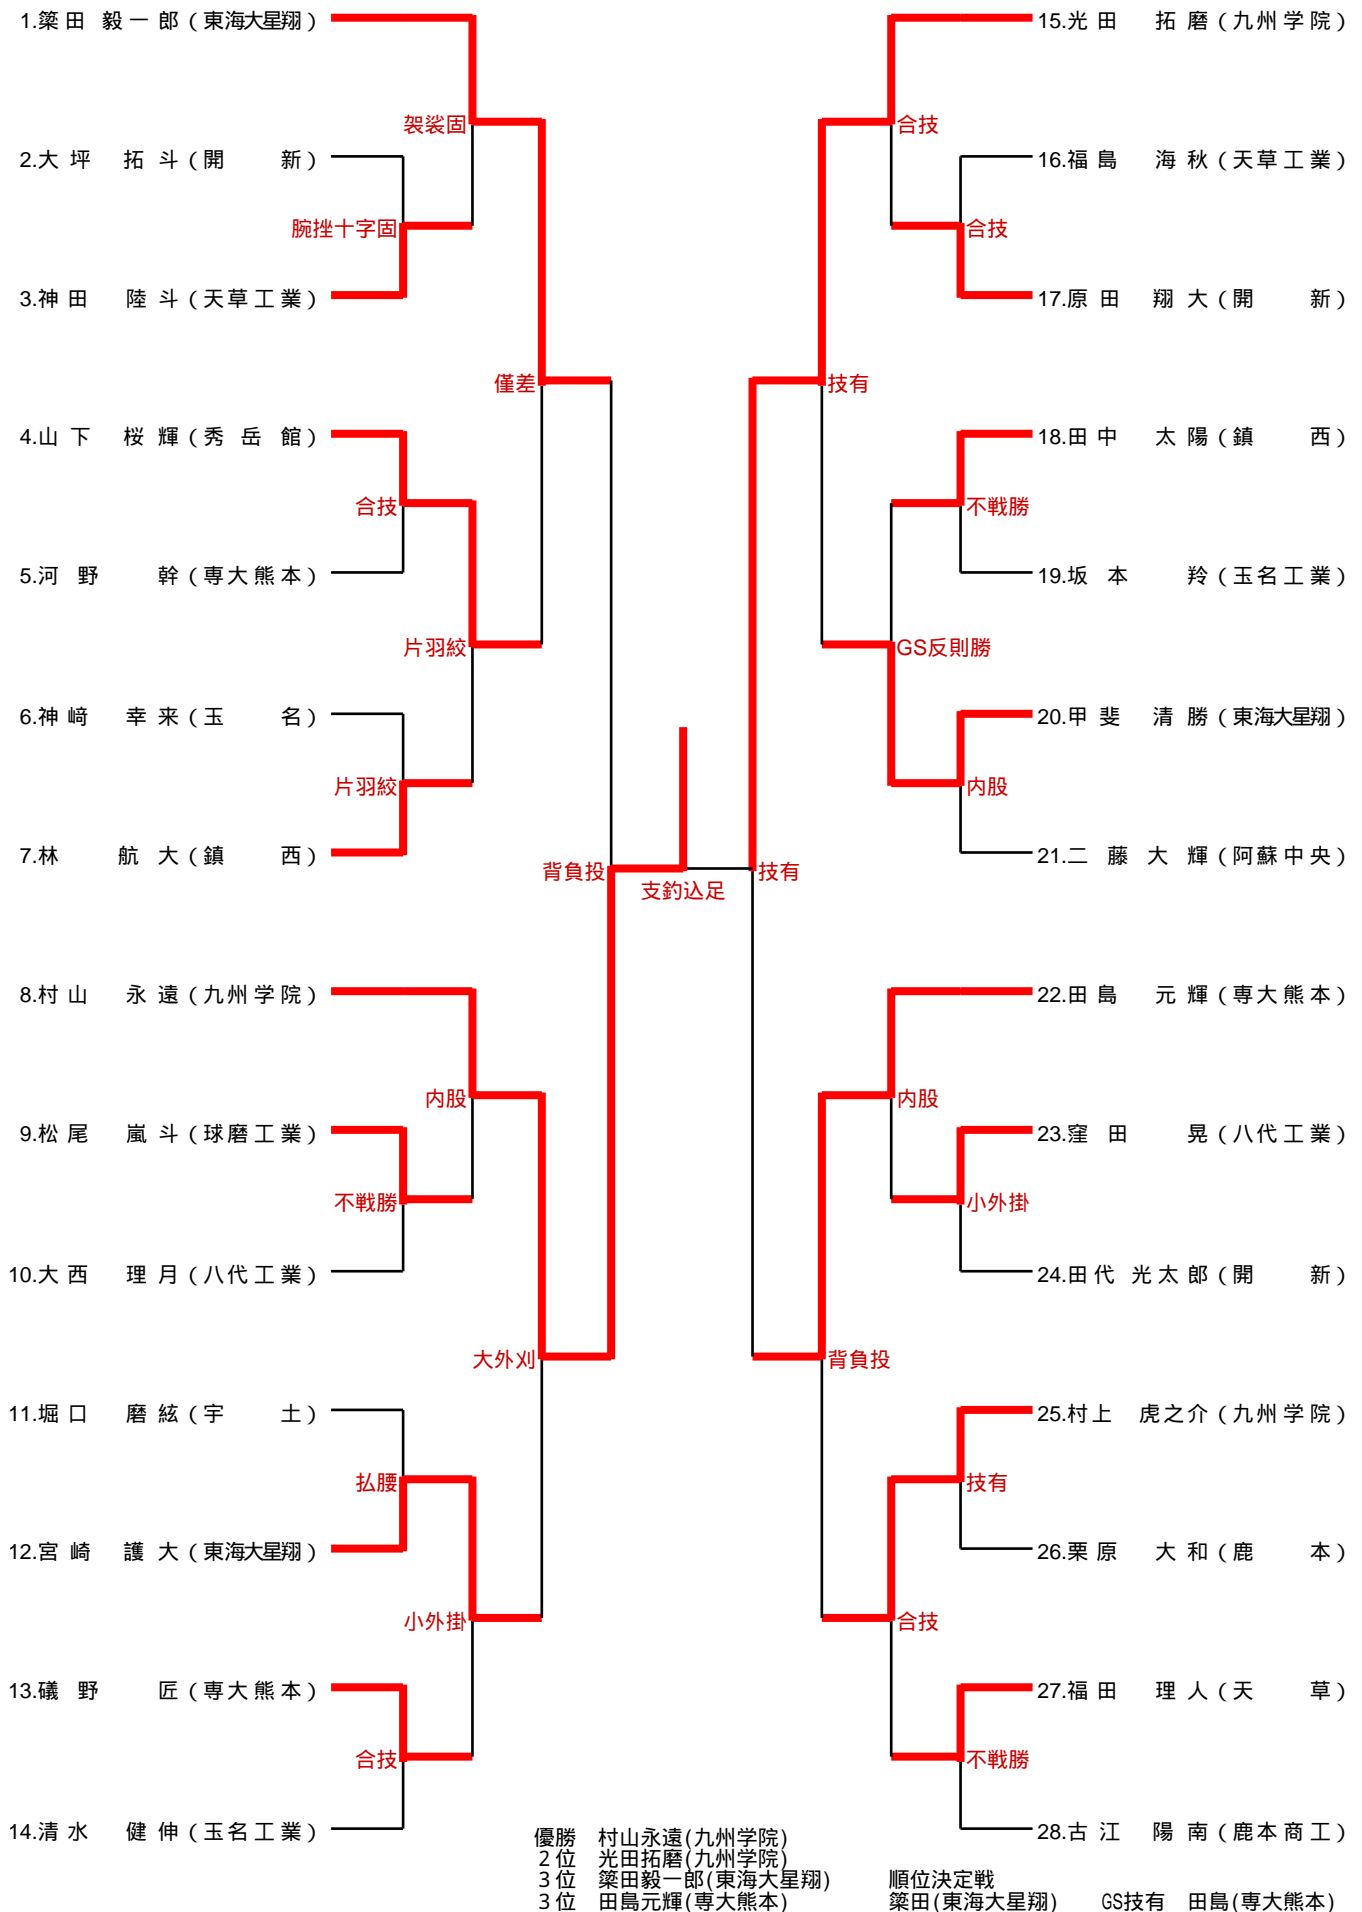 1.簗田 毅一郎（東海大星翔）
袈裟固
2.大坪 拓斗（開 新）
腕挫十字固
3.神田 陸斗（天草工業）
僅差
4.山下 桜輝（秀岳館）
合技
5.河野 幹（専大熊本）
片羽絞
6.神﨑 幸来（玉 名）
片羽絞
7.林 航大（鎮 西）
背負投
8.村山 永遠（九州学院）
内股
9.松尾 嵐斗（球磨工業）
不戦勝
10.大西 理月（八代工業）
大外刈
11.堀口 磨絃（宇 土）
払腰
12.宮崎 護大（東海大星翔）
小外掛
13.礒野 匠（専大熊本）
合技
14.清水 健伸（玉名工業）
支釣込足
15.光田 拓磨（九州学院）
合技
16.福島 海秋（天草工業）
合技
17.原田 翔大（開 新）
技有
18.田中 太陽（鎮 西）
不戦勝
19.坂本 羚（玉名工業）
GS反則勝
20.甲斐 清勝（東海大星翔）
内股
21.二藤大輝（阿蘇中央）
技有
22.田島 元輝（専大熊本）
内股
23.窪田 晃（八代工業）
小外掛
24.田代 光太郎（開 新）
背負投
25.村上 虎之介（九州学院）
技有
26.栗原 大和（鹿 本）
合技
27.福田 理人（天 草）
不戦勝
28.古江 陽南（鹿本商工）
優勝 村山永遠(九州学院)
2位 光田拓磨(九州学院)
3位 簗田毅一郎(東海大星翔) 順位決定戦
3位 田島元輝(専大熊本) 簗田(東海大星翔) GS技有 田島(専大熊本)